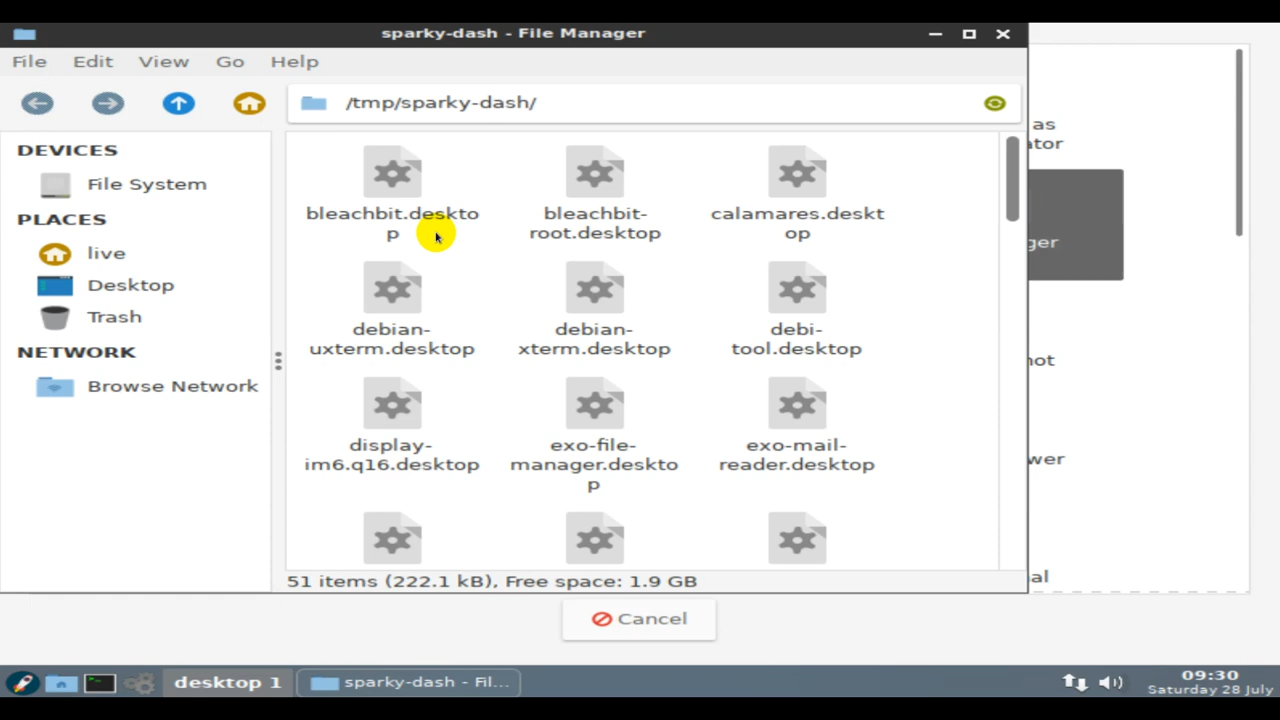 sparky-dash - File Manager
File Edit View Go Help
/tmp/sparky-dash/
DEVICES
File System
PLACES
live
Desktop
Trash
NETWORK
Browse Network
bleachbit.deskto
p
bleachbit-
root.desktop
calamares.deskt
op
debian-
uxterm.desktop
debian-
xterm.desktop
debi-
tool.desktop
display-
im6.q16.desktop
exo-file-
manager.deskto
p
exo-mail-
reader.desktop
51 items (222.1 kB), Free space: 1.9 GB
as
ator
ger
wer
al
Cancel
desktop 1
sparky-dash - Fil...
09:30
Saturday 28 July